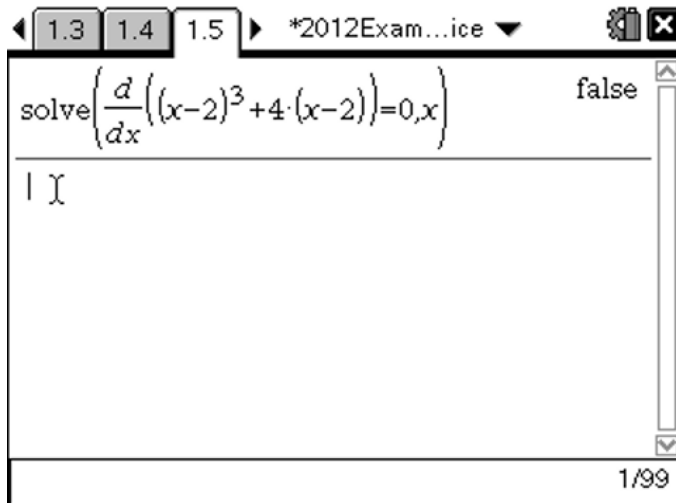 1.3 1.4 1.5 *2012Exam...ice
solve(d/dx((x-2)³+4·(x-2))=0,x) false
1/99